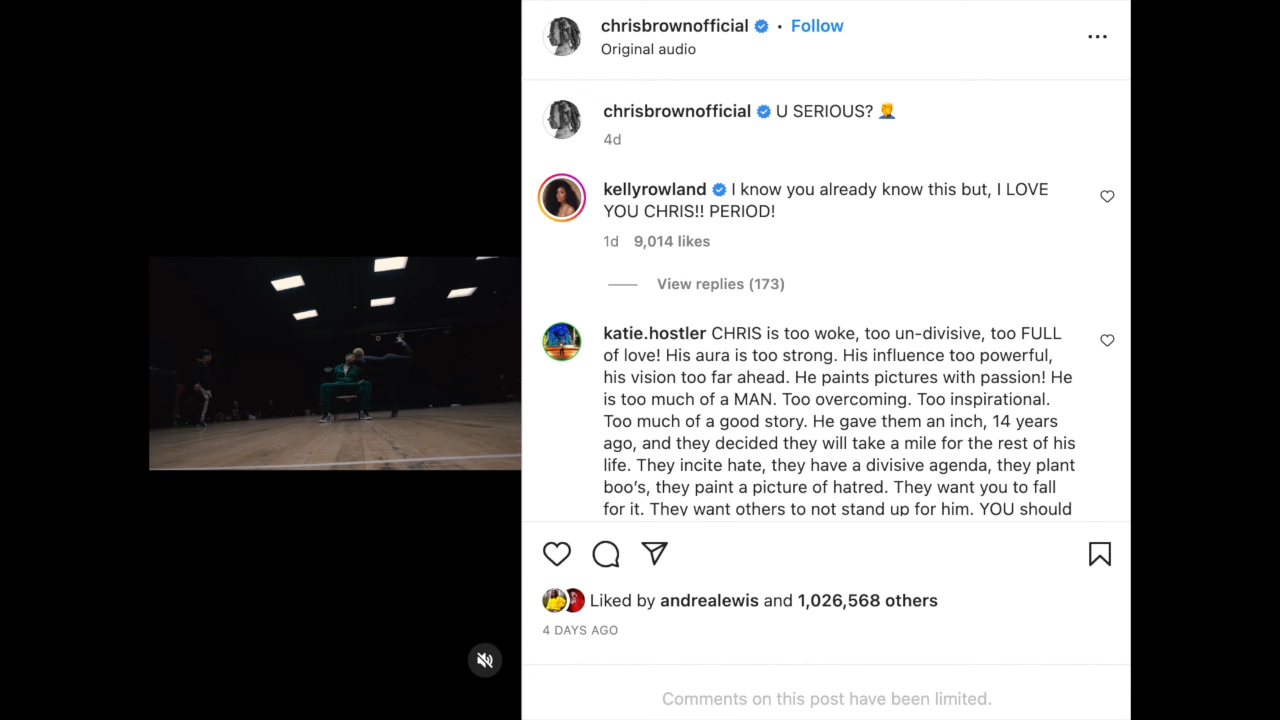 chrisbrownofficial • Follow
Original audio
chrisbrownofficial U SERIOUS? 🤦‍♂️
4d
kellyrowland I know you already know this but, I LOVE
YOU CHRIS!! PERIOD!
1d 9,014 likes
View replies (173)
katie.hostler CHRIS is too woke, too un-divisive, too FULL
of love! His aura is too strong. His influence too powerful,
his vision too far ahead. He paints pictures with passion! He
is too much of a MAN. Too overcoming. Too inspirational.
Too much of a good story. He gave them an inch, 14 years
ago, and they decided they will take a mile for the rest of his
life. They incite hate, they have a divisive agenda, they plant
boo’s, they paint a picture of hatred. They want you to fall
for it. They want others to not stand up for him. YOU should
Liked by andrealewis and 1,026,568 others
4 DAYS AGO
Comments on this post have been limited.